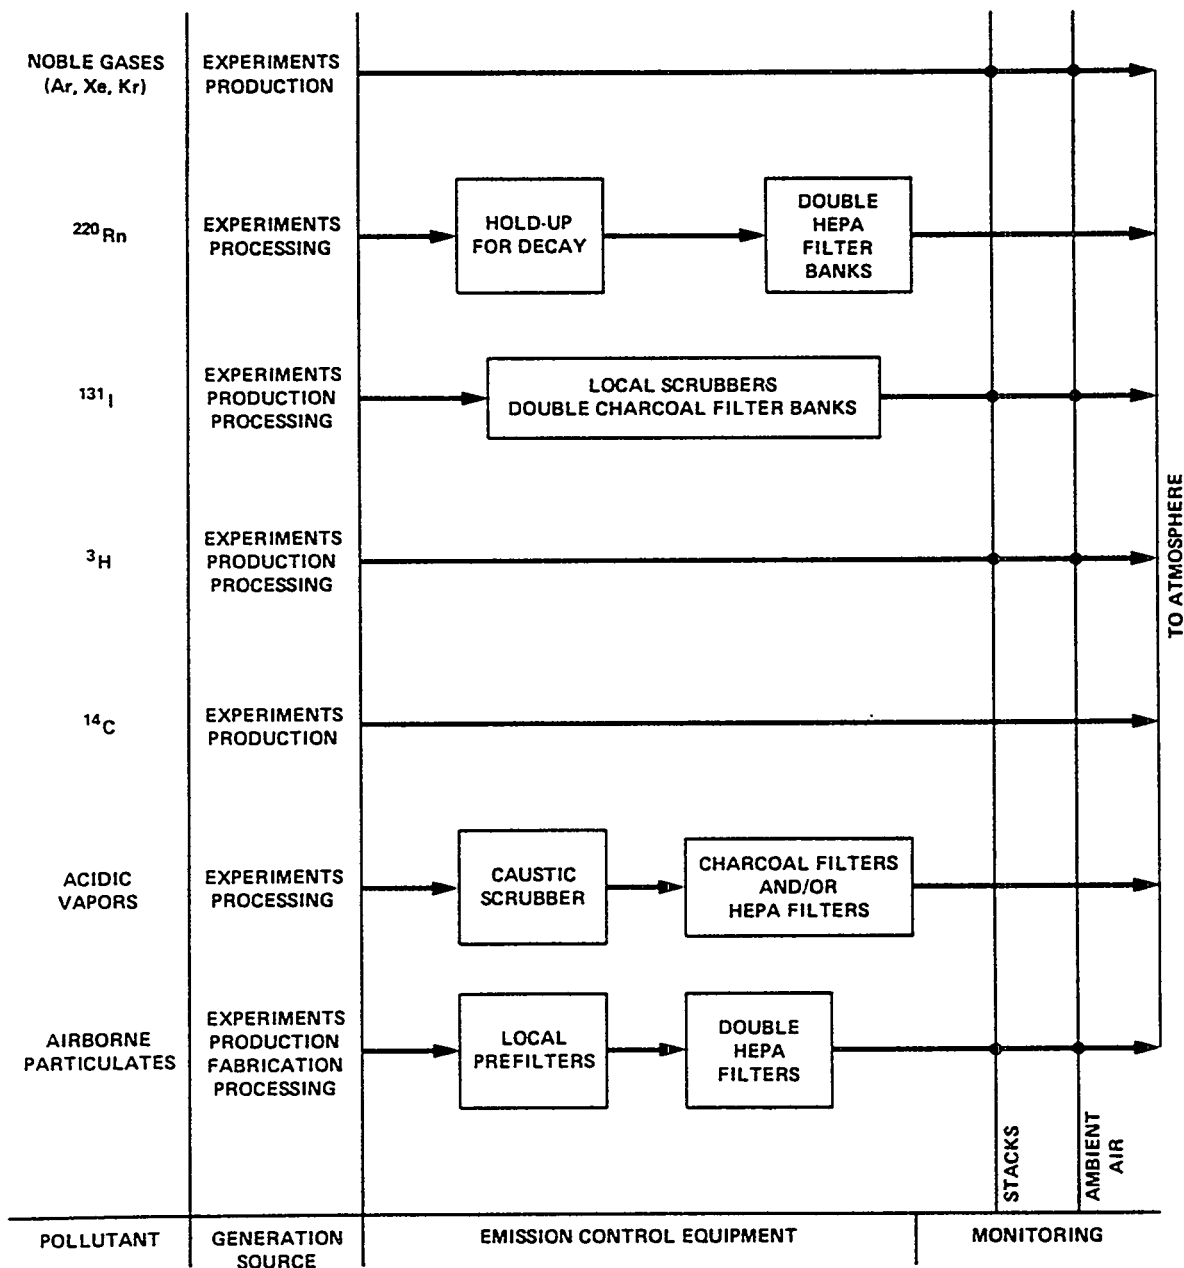 NOBLE GASES
(Ar, Xe, Kr)
EXPERIMENTS
PRODUCTION
²²⁰Rn
EXPERIMENTS
PROCESSING
HOLD-UP
FOR DECAY
DOUBLE
HEPA
FILTER
BANKS
¹³¹I
EXPERIMENTS
PRODUCTION
PROCESSING
LOCAL SCRUBBERS
DOUBLE CHARCOAL FILTER BANKS
³H
EXPERIMENTS
PRODUCTION
PROCESSING
¹⁴C
EXPERIMENTS
PRODUCTION
ACIDIC
VAPORS
EXPERIMENTS
PROCESSING
CAUSTIC
SCRUBBER
CHARCOAL FILTERS
AND/OR
HEPA FILTERS
AIRBORNE
PARTICULATES
EXPERIMENTS
PRODUCTION
FABRICATION
PROCESSING
LOCAL
PREFILTERS
DOUBLE
HEPA
FILTERS
TO ATMOSPHERE
STACKS
AMBIENT
AIR
POLLUTANT
GENERATION
SOURCE
EMISSION CONTROL EQUIPMENT
MONITORING